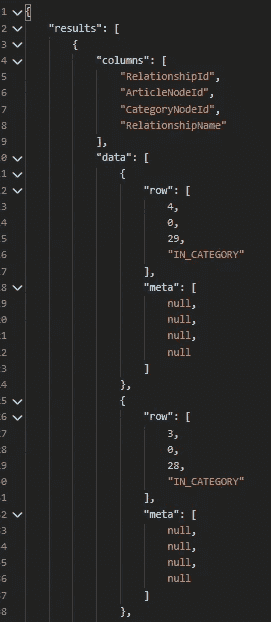 1 {
2 "results": [
3 {
4 "columns": [
5 "RelationshipId",
6 "ArticleNodeId",
7 "CategoryNodeId",
8 "RelationshipName"
9 ],
0 "data": [
1 {
2 "row": [
3 4,
4 0,
5 29,
6 "IN_CATEGORY"
7 ],
8 "meta": [
9 null,
0 null,
1 null,
2 null
3 ]
4 },
5 {
6 "row": [
7 3,
8 0,
9 28,
0 "IN_CATEGORY"
1 ],
2 "meta": [
3 null,
4 null,
5 null,
6 null
7 ]
8 },